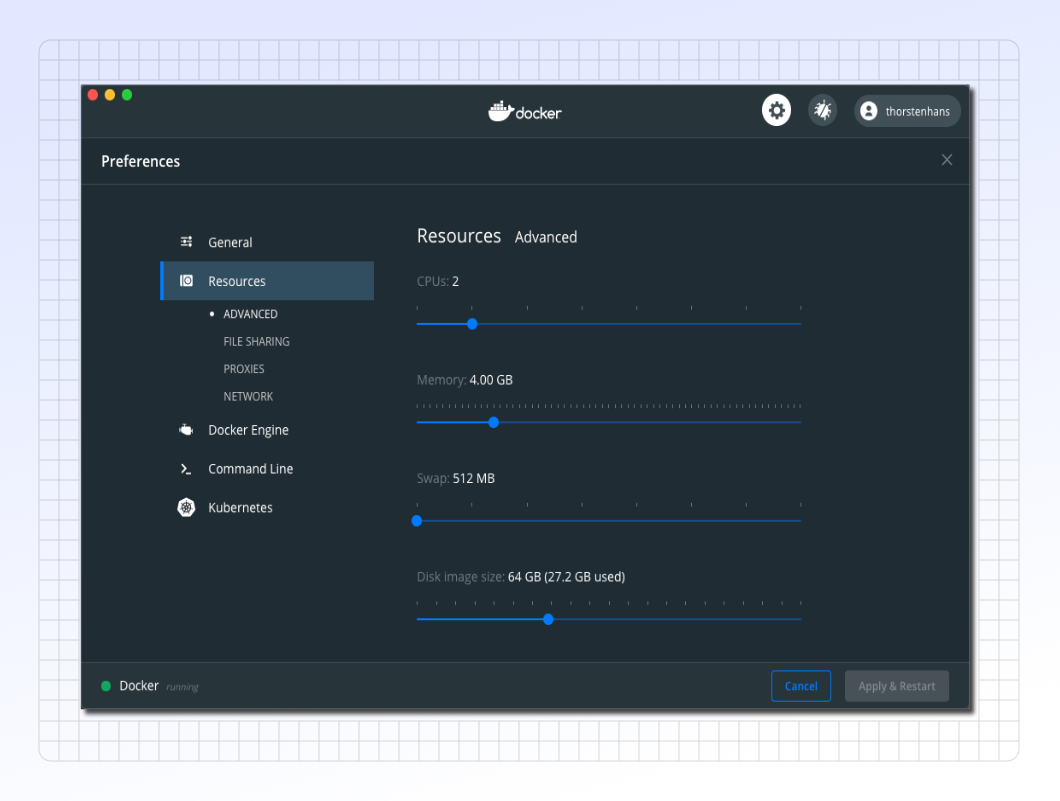 docker
thorstenhans
Preferences
General
Resources
ADVANCED
FILE SHARING
PROXIES
NETWORK
Docker Engine
Command Line
Kubernetes
Resources Advanced
CPUs: 2
Memory: 4.00 GB
Swap: 512 MB
Disk image size: 64 GB (27.2 GB used)
Docker running
Cancel
Apply & Restart